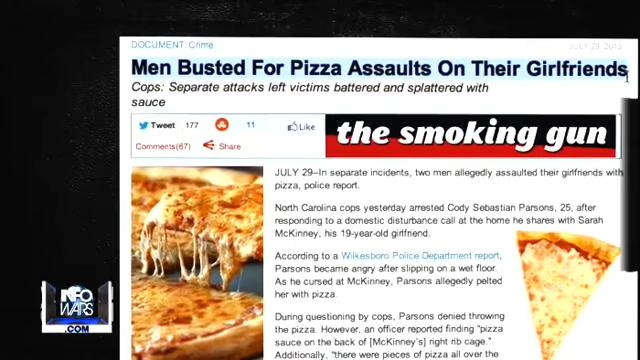 DOCUMENT: Crime
JULY 29, 2013
Men Busted For Pizza Assaults On Their Girlfriends
Cops: Separate attacks left victims battered and splattered with
sauce
Tweet 177 11 Like
Comments(67) Share
the smoking gun
JULY 29--In separate incidents, two men allegedly assaulted their girlfriends with
pizza, police report.
North Carolina cops yesterday arrested Cody Sebastian Parsons, 25, after
responding to a domestic disturbance call at the home he shares with Sarah
McKinney, his 19-year-old girlfriend.
According to a Wilkesboro Police Department report,
Parsons became angry after slipping on a wet floor.
As he cursed at McKinney, Parsons allegedly pelted
her with pizza.
During questioning by cops, Parsons denied throwing
the pizza. However, an officer reported finding "pizza
sauce on the back of [McKinney's] right rib cage."
Additionally, "there were pieces of pizza all over the
INFO
WARS
.COM